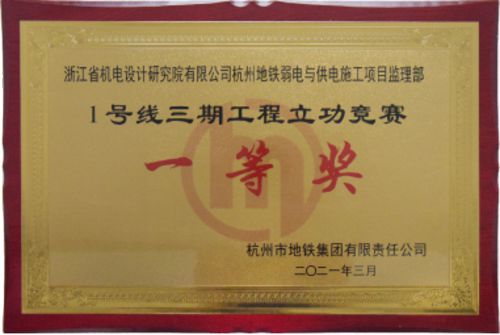 浙江省机电设计研究院有限公司杭州地铁弱电与供电施工项目监理部
1号线三期工程立功竞赛
一等奖
杭州市地铁集团有限责任公司
二〇二一年三月